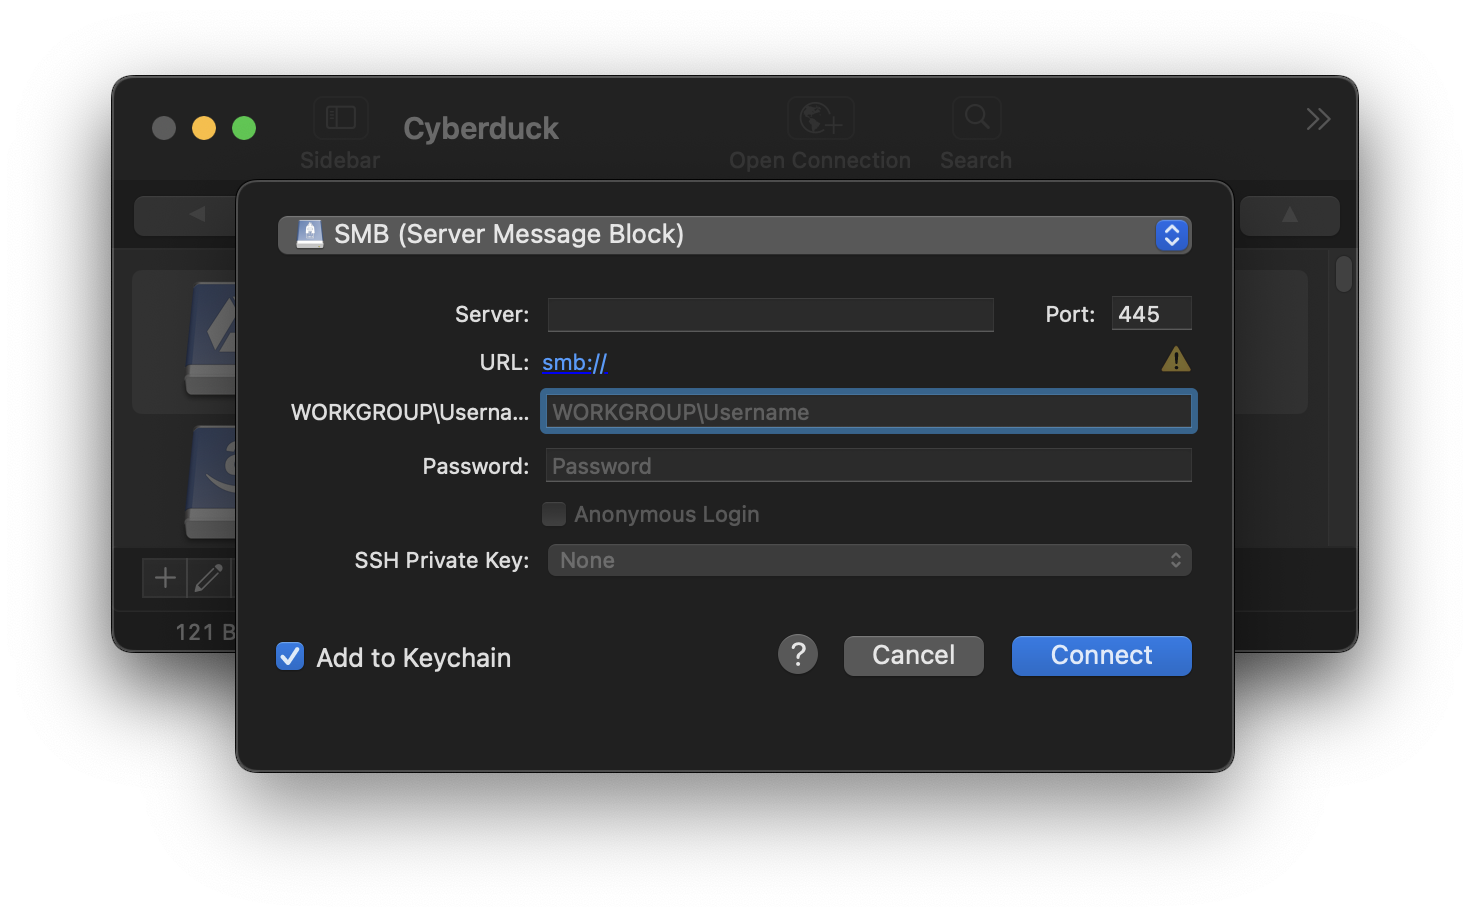 Cyberduck
Sidebar
Open Connection
Search
SMB (Server Message Block)
Server:
Port: 445
URL: smb://
WORKGROUP\Userna... WORKGROUP\Username
Password: Password
Anonymous Login
SSH Private Key: None
121 B
Add to Keychain
? Cancel Connect